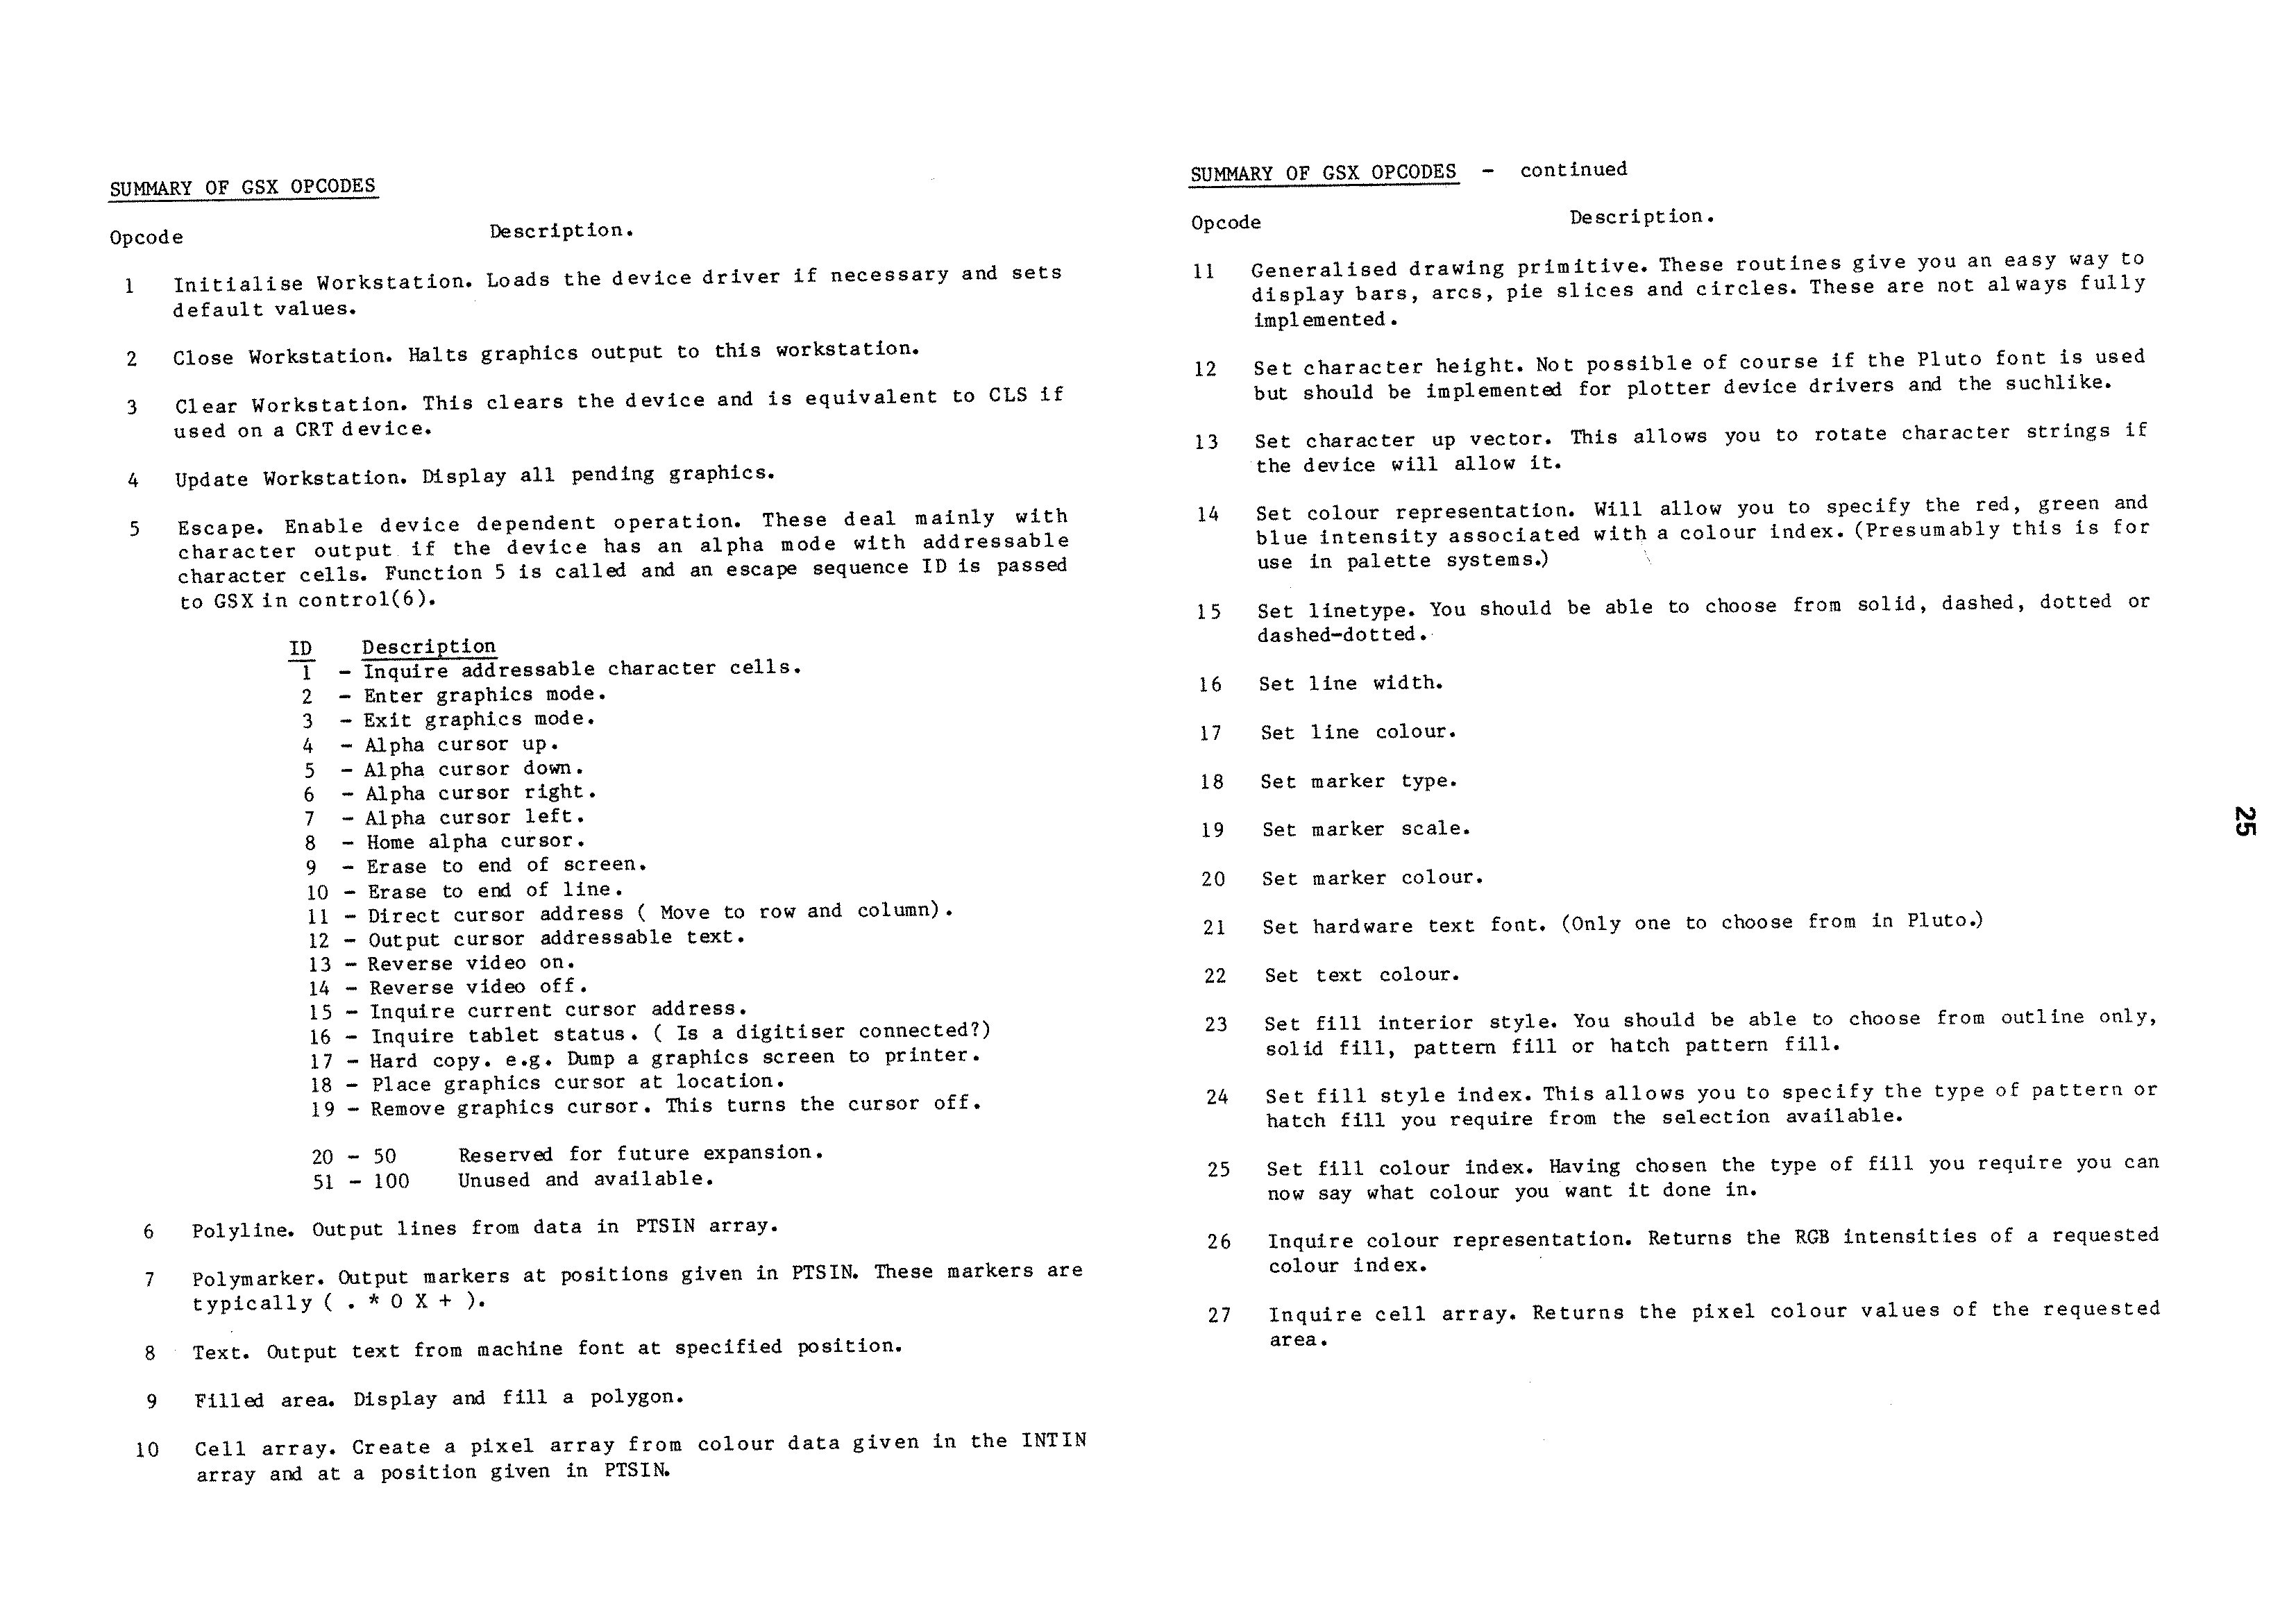 SUMMARY OF GSX OPCODES
Opcode Description.
1 Initialise Workstation. Loads the device driver if necessary and sets
default values.
2 Close Workstation. Halts graphics output to this workstation.
3 Clear Workstation. This clears the device and is equivalent to CLS if
used on a CRT device.
4 Update Workstation. Display all pending graphics.
5 Escape. Enable device dependent operation. These deal mainly with
character output if the device has an alpha mode with addressable
character cells. Function 5 is called and an escape sequence ID is passed
to GSX in control(6).
ID Description
1 - Inquire addressable character cells.
2 - Enter graphics mode.
3 - Exit graphics mode.
4 - Alpha cursor up.
5 - Alpha cursor down.
6 - Alpha cursor right.
7 - Alpha cursor left.
8 - Home alpha cursor.
9 - Erase to end of screen.
10 - Erase to end of line.
11 - Direct cursor address ( Move to row and column).
12 - Output cursor addressable text.
13 - Reverse video on.
14 - Reverse video off.
15 - Inquire current cursor address.
16 - Inquire tablet status. ( Is a digitiser connected?)
17 - Hard copy. e.g. Dump a graphics screen to printer.
18 - Place graphics cursor at location.
19 - Remove graphics cursor. This turns the cursor off.
20 - 50 Reserved for future expansion.
51 - 100 Unused and available.
6 Polyline. Output lines from data in PTSIN array.
7 Polymarker. Output markers at positions given in PTSIN. These markers are
typically ( . * O X + ).
8 Text. Output text from machine font at specified position.
9 Filled area. Display and fill a polygon.
10 Cell array. Create a pixel array from colour data given in the INTIN
array and at a position given in PTSIN.
SUMMARY OF GSX OPCODES - continued
Opcode Description.
11 Generalised drawing primitive. These routines give you an easy way to
display bars, arcs, pie slices and circles. These are not always fully
implemented.
12 Set character height. Not possible of course if the Pluto font is used
but should be implemented for plotter device drivers and the suchlike.
13 Set character up vector. This allows you to rotate character strings if
the device will allow it.
14 Set colour representation. Will allow you to specify the red, green and
blue intensity associated with a colour index. (Presumably this is for
use in palette systems.)
15 Set linetype. You should be able to choose from solid, dashed, dotted or
dashed-dotted.
16 Set line width.
17 Set line colour.
18 Set marker type.
19 Set marker scale.
20 Set marker colour.
21 Set hardware text font. (Only one to choose from in Pluto.)
22 Set text colour.
23 Set fill interior style. You should be able to choose from outline only,
solid fill, pattern fill or hatch pattern fill.
24 Set fill style index. This allows you to specify the type of pattern or
hatch fill you require from the selection available.
25 Set fill colour index. Having chosen the type of fill you require you can
now say what colour you want it done in.
26 Inquire colour representation. Returns the RGB intensities of a requested
colour index.
27 Inquire cell array. Returns the pixel colour values of the requested
area.
25